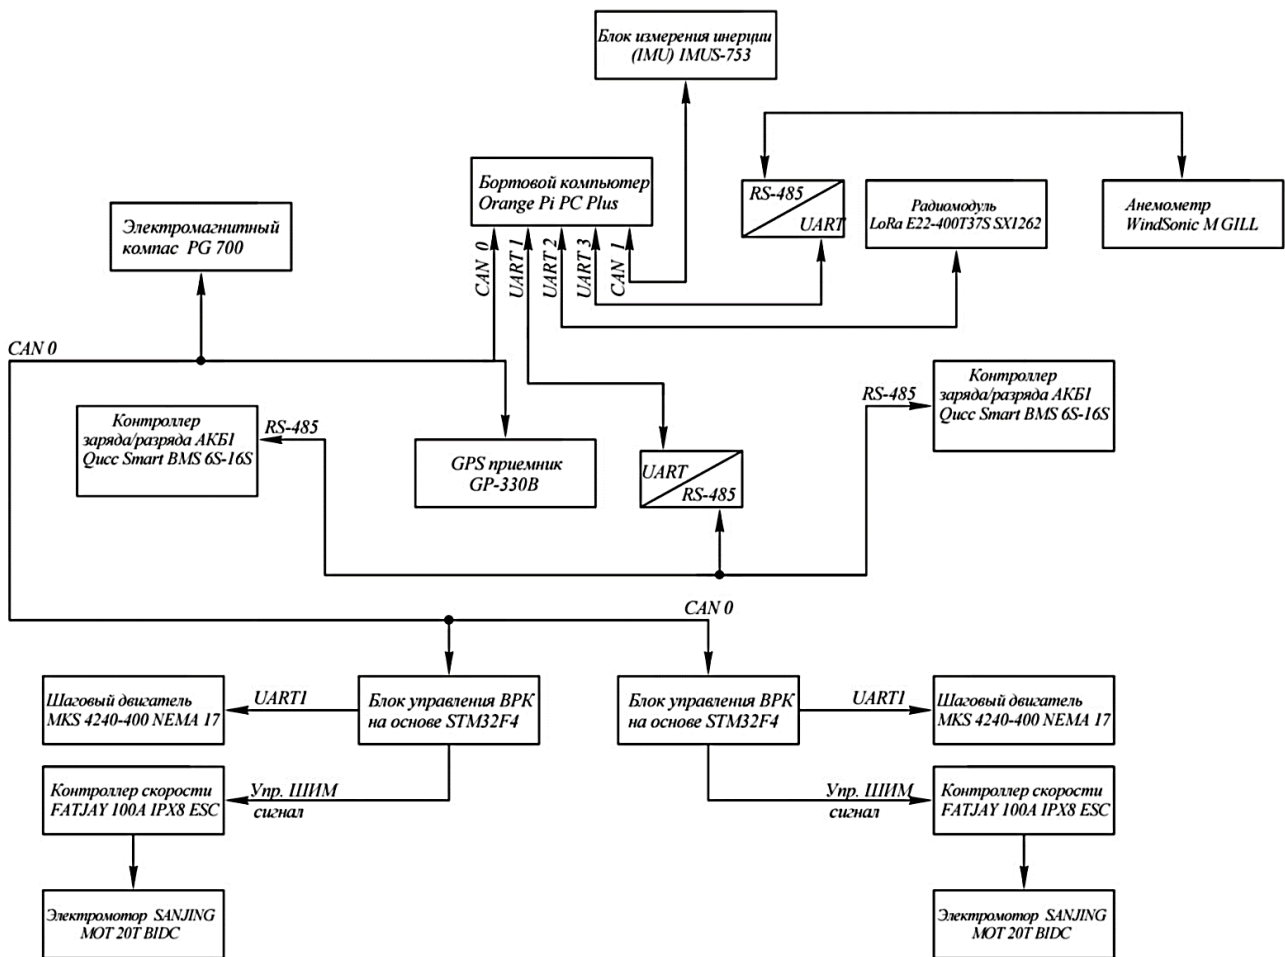 Блок измерения инерции
(IMU) IMUS-753
Бортовой компьютер
Orange Pi PC Plus
RS-485
UART
Радиомодуль
LoRa E22-400T37S SX1262
Анемометр
WindSonic M GILL
Электромагнитный
компас PG 700
CAN 0
UART 1
UART 2
UART 3
CAN 1
CAN 0
Контроллер
заряда/разряда АКБ1
Qucc Smart BMS 6S-16S
RS-485
GPS приемник
GP-330B
UART
RS-485
RS-485
Контроллер
заряда/разряда АКБ1
Qucc Smart BMS 6S-16S
CAN 0
Шаговый двигатель
MKS 4240-400 NEMA 17
UART1
Блок управления ВРК
на основе STM32F4
Блок управления ВРК
на основе STM32F4
UART1
Шаговый двигатель
MKS 4240-400 NEMA 17
Контроллер скорости
FATJAY 100A IPX8 ESC
Упр. ШИМ
сигнал
Упр. ШИМ
сигнал
Контроллер скорости
FATJAY 100A IPX8 ESC
Электромотор SANJING
MOT 20T BIDC
Электромотор SANJING
MOT 20T BIDC